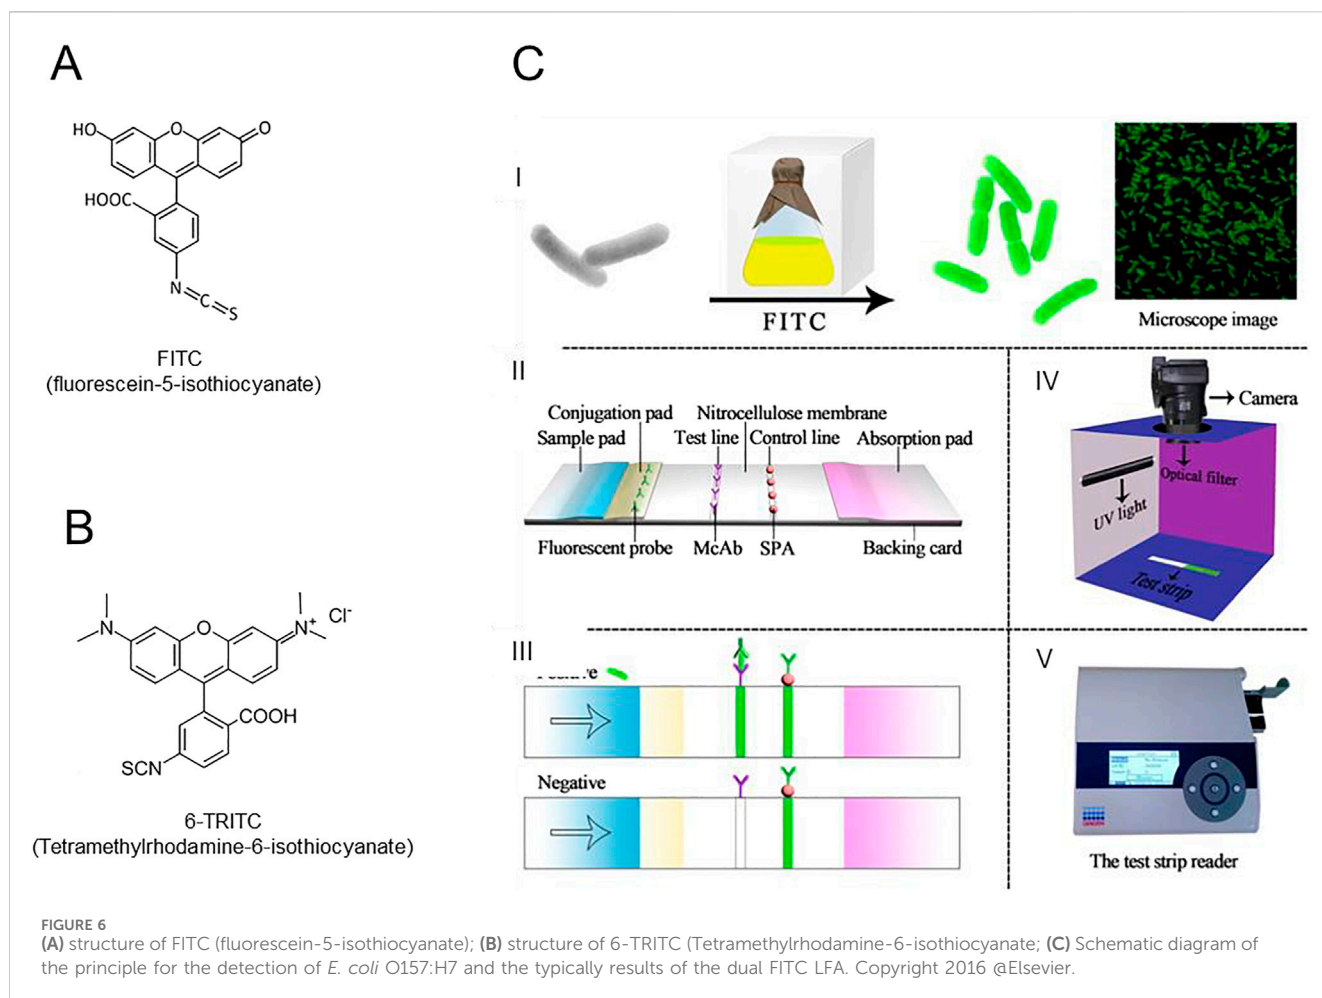 A
HO
O
O
HOOC
N
C
S
FITC
(fluorescein-5-isothiocyanate)
B
N
O
N+
Cl-
COOH
SCN
6-TRITC
(Tetramethylrhodamine-6-isothiocyanate)
C
I
FITC
Microscope image
II
Conjugation pad
Nitrocellulose membrane
Sample pad
Test line
Control line
Absorption pad
Fluorescent probe
McAb
SPA
Backing card
III
Negative
IV
Camera
Optical filter
UV light
Test strip
V
The test strip reader
FIGURE 6
(A) structure of FITC (fluorescein-5-isothiocyanate); (B) structure of 6-TRITC (Tetramethylrhodamine-6-isothiocyanate; (C) Schematic diagram of
the principle for the detection of E. coli O157:H7 and the typically results of the dual FITC LFA. Copyright 2016 @Elsevier.